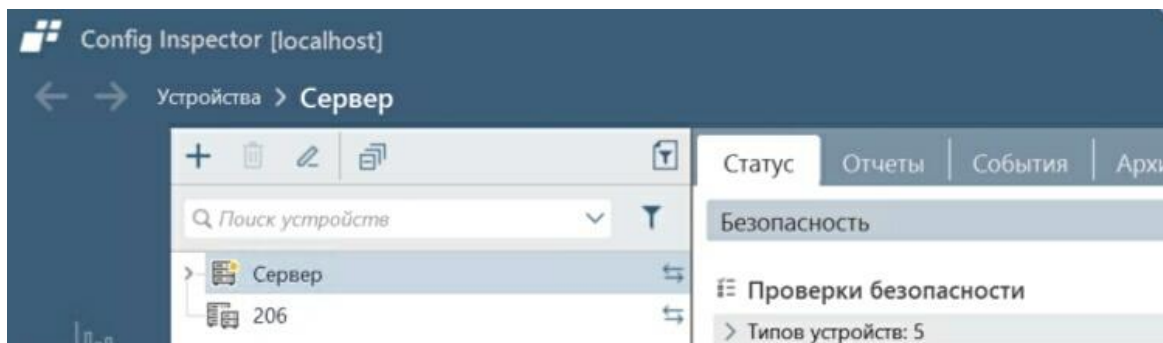 Config Inspector [localhost]
Устройства > Сервер
Статус Отчеты События
Поиск устройств
Безопасность
Сервер
206
Проверки безопасности
> Типов устройств: 5